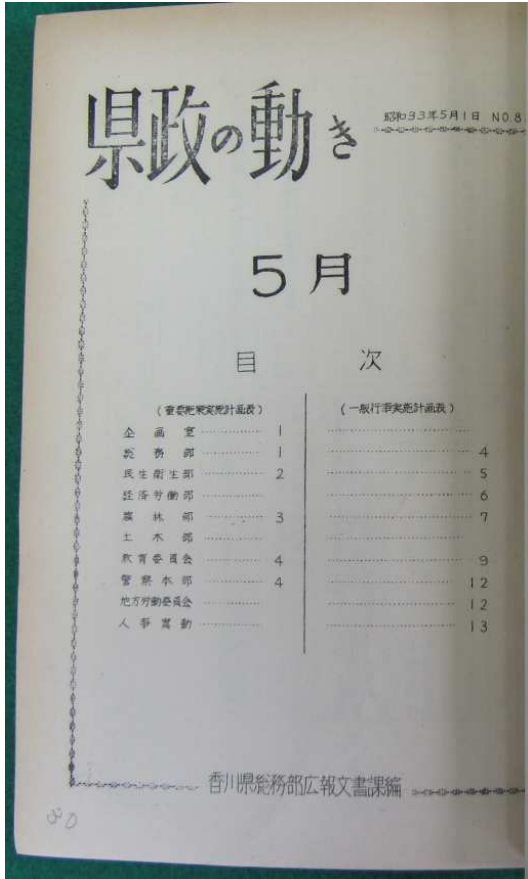 県政の動き
昭和33年5月1日 NO.8
5月
目 次
(重要施策実施計画表) (一般行事実施計画表)
企画室 ………… 1 …………
総務部 ………… 1 ………… 4
民生衛生部 ………… 2 ………… 5
経済労働部 ………… ………… 6
農林部 ………… 3 ………… 7
土木部 ………… …………
教育委員会 ………… 4 ………… 9
警察本部 ………… 4 ………… 12
地方労働委員会 ………… ………… 12
人事異動 ………… ………… 13
香川県総務部広報文書課編
80